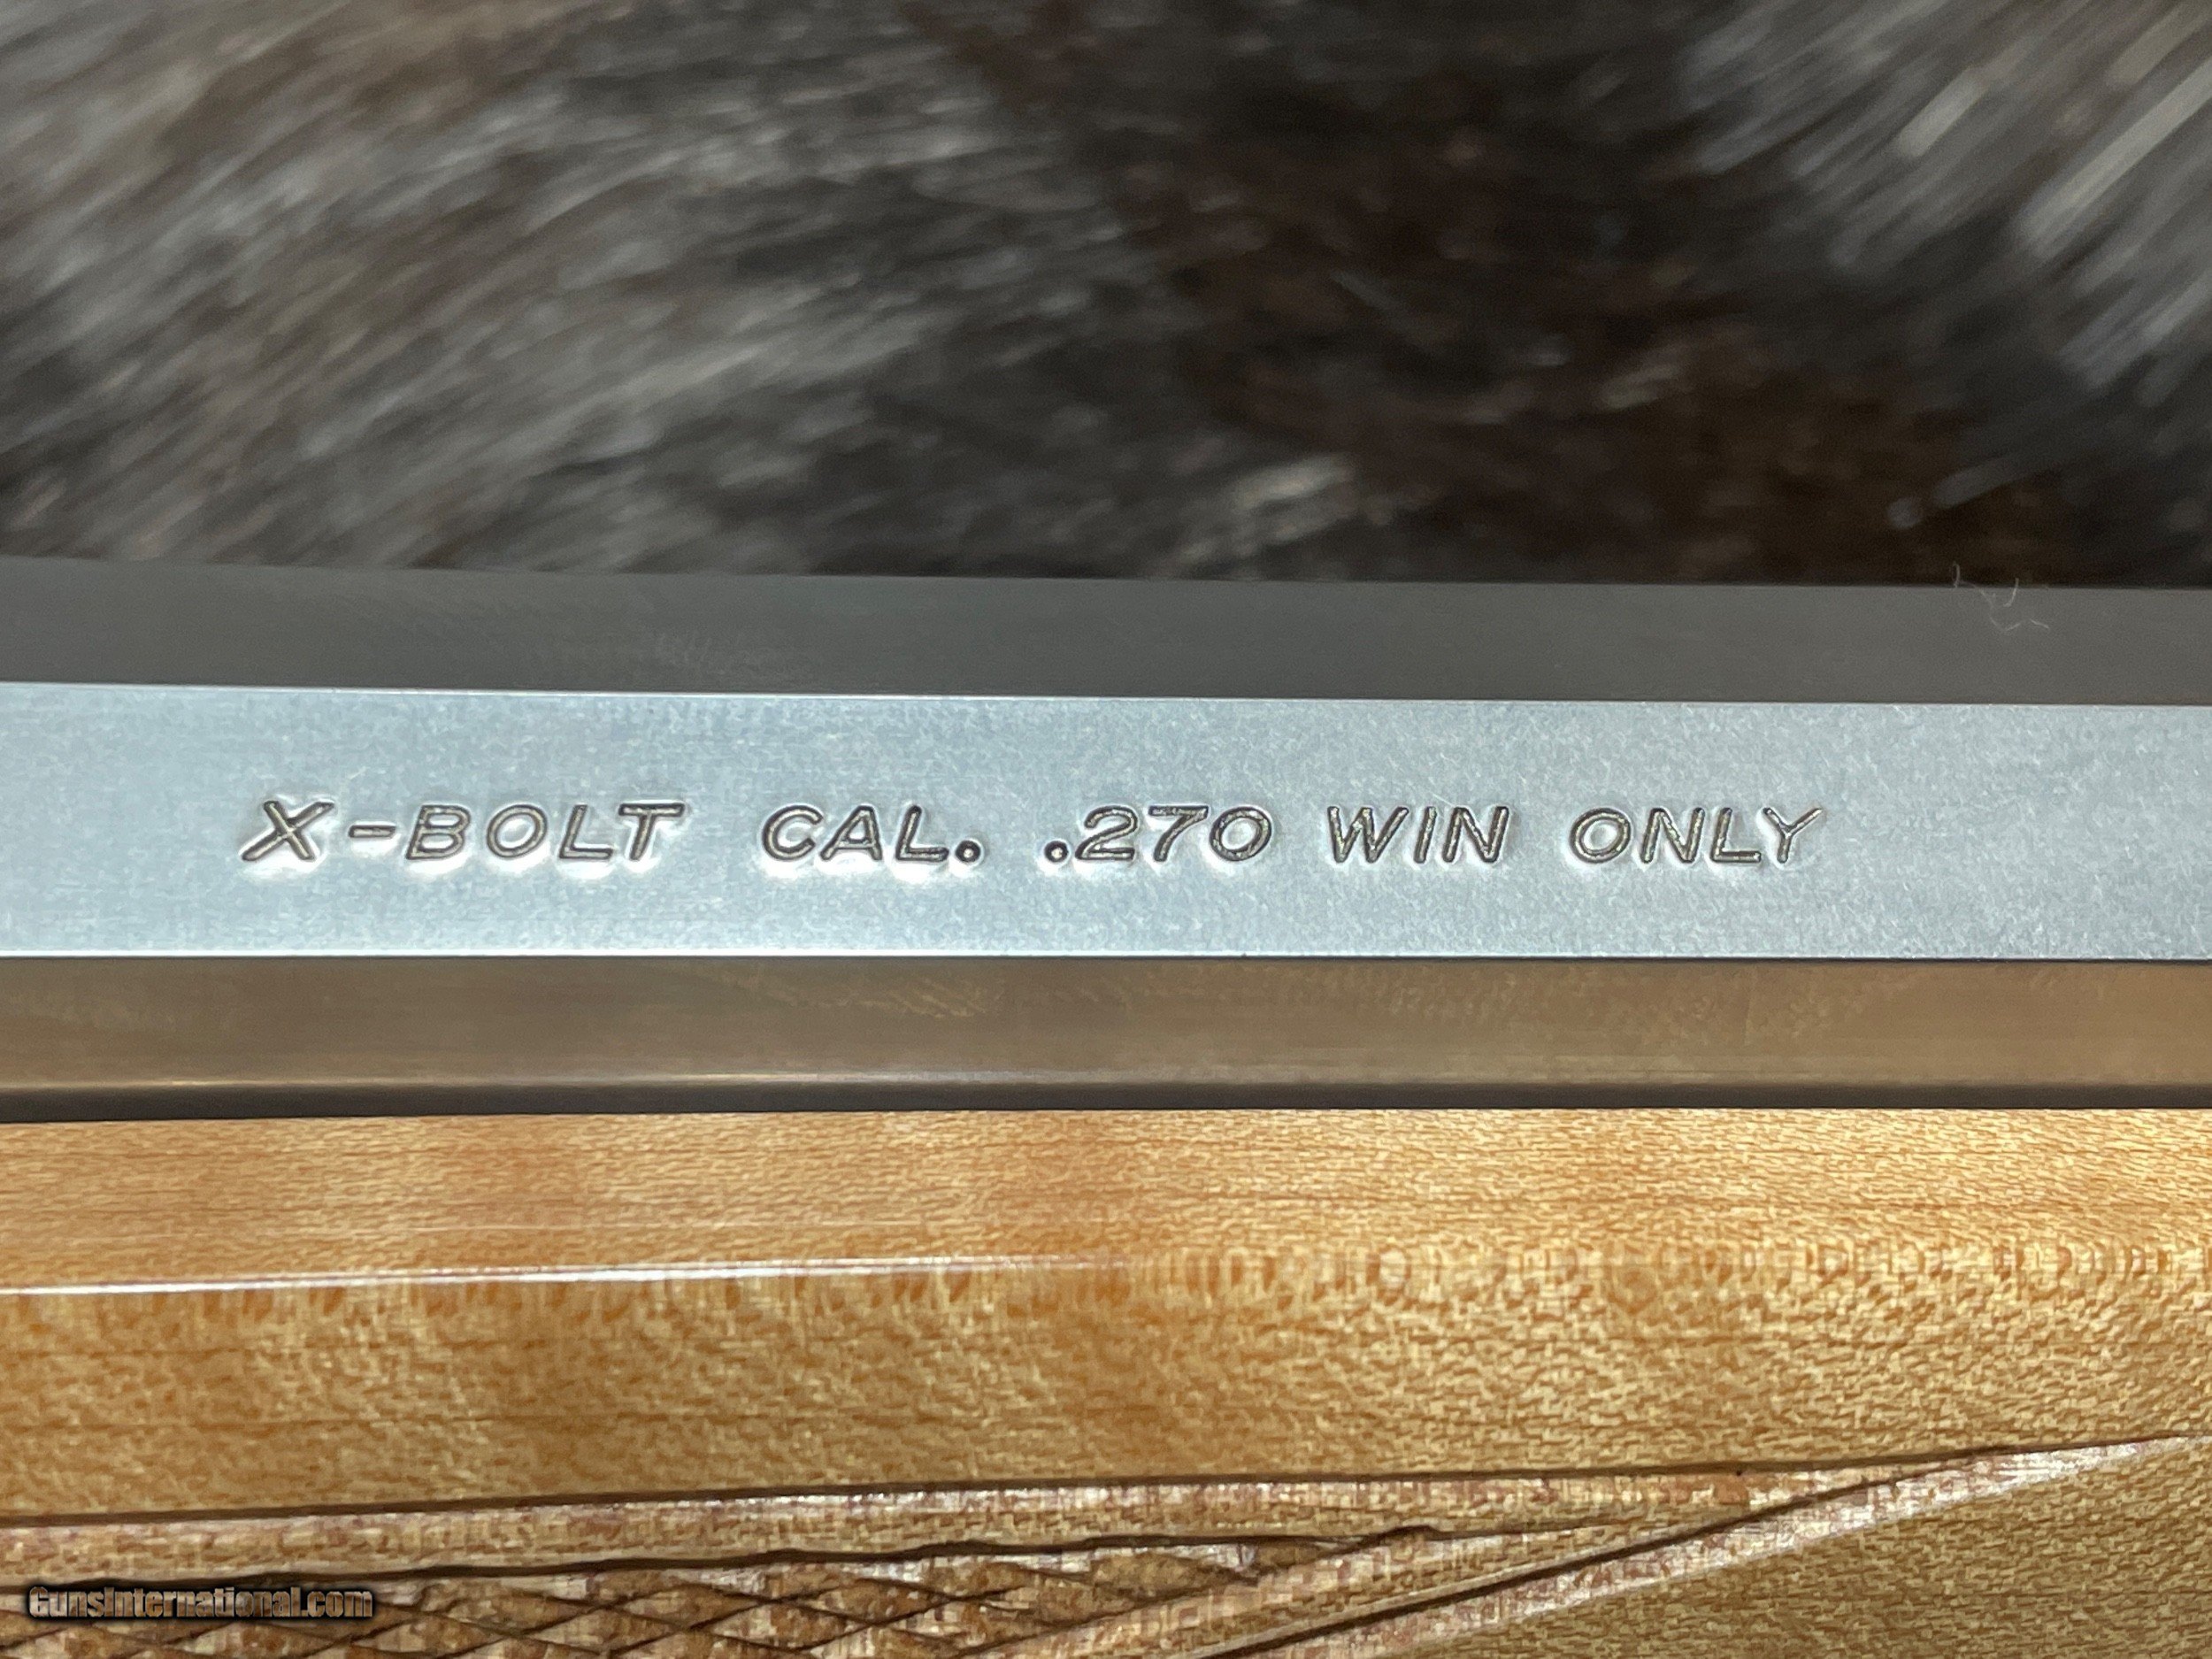 X-BOLT CAL. .270 WIN ONLY
GunsInternational.com